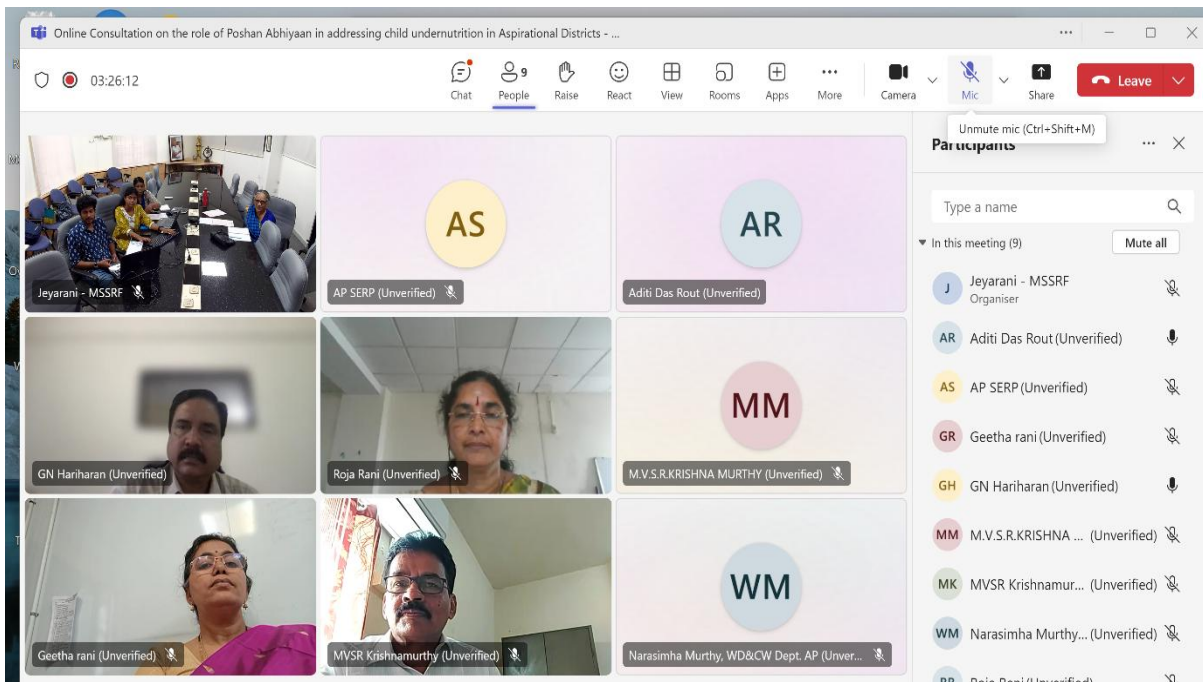 Online Consultation on the role of Poshan Abhiyaan in addressing child undernutrition in Aspirational Districts - ...
03:26:12
Chat
9
People
Raise
React
View
Rooms
Apps
More
Camera
Mic
Share
Leave
Unmute mic (Ctrl+Shift+M)
Participants
Type a name
In this meeting (9)
Mute all
Jeyarani - MSSRF
AS
AP SERP (Unverified)
AR
Aditi Das Rout (Unverified)
GN Hariharan (Unverified)
Roja Rani (Unverified)
MM
M.V.S.R.KRISHNA MURTHY (Unverified)
Geetha rani (Unverified)
MVSR Krishnamurthy (Unverified)
WM
Narasimha Murthy, WD&CW Dept. AP (Unver...
J
Jeyarani - MSSRF
Organiser
AR
Aditi Das Rout (Unverified)
AS
AP SERP (Unverified)
GR
Geetha rani (Unverified)
GH
GN Hariharan (Unverified)
MM
M.V.S.R.KRISHNA ... (Unverified)
MK
MVSR Krishnamur... (Unverified)
WM
Narasimha Murthy... (Unverified)
RR
Roja Rani (Unverified)